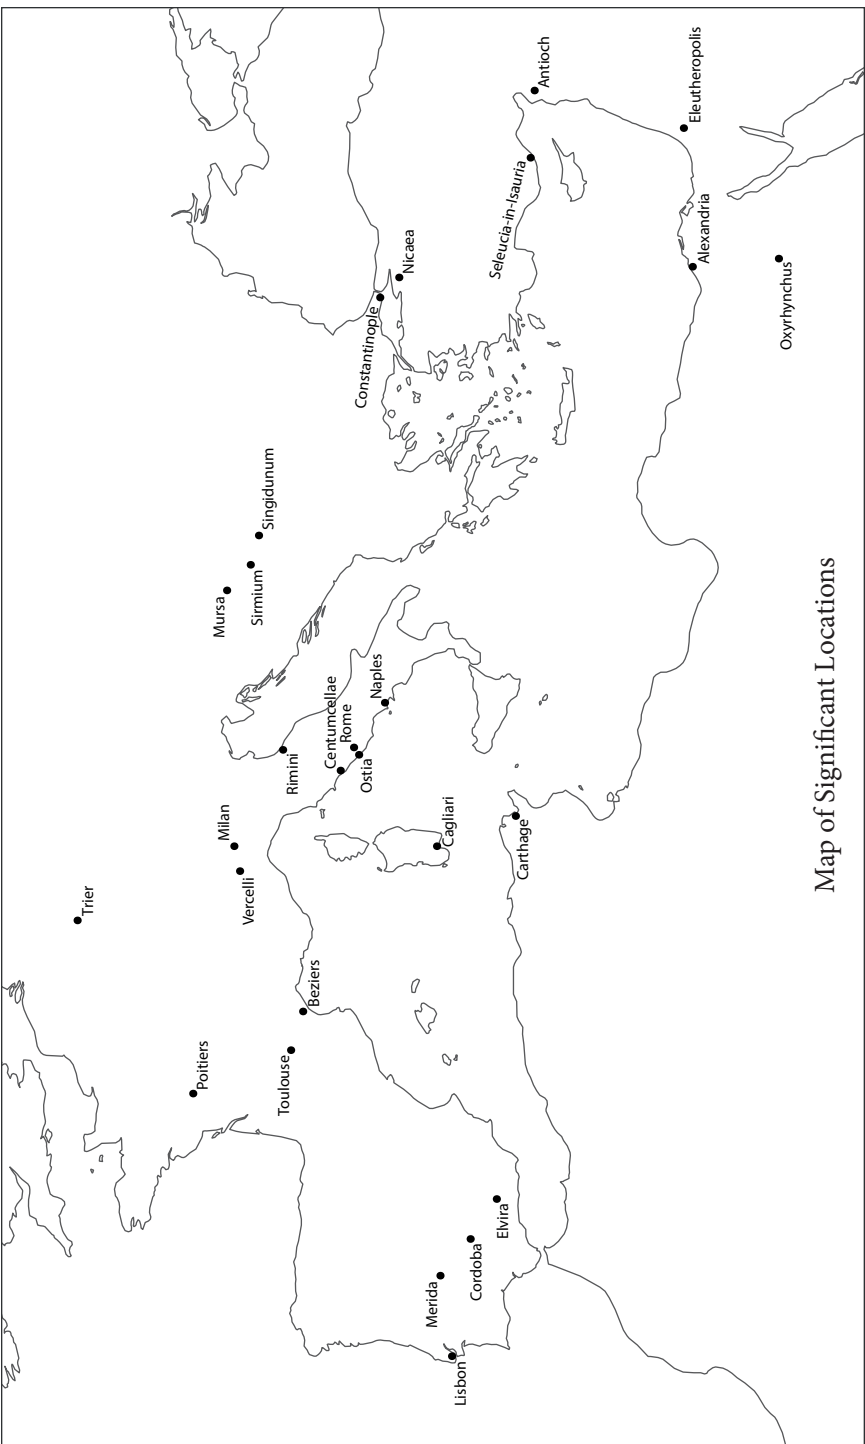 Trier
Poitiers
Milan
Vercelli
Toulouse
Beziers
Mursa
Sirmium
Singidunum
Rimini
Centumcellae
Rome
Ostia
Naples
Cagliari
Carthage
Lisbon
Merida
Cordoba
Elvira
Constantinople
Nicaea
Seleucia-in-Isauria
Antioch
Eleutheropolis
Alexandria
Oxyrhynchus
Map of Significant Locations